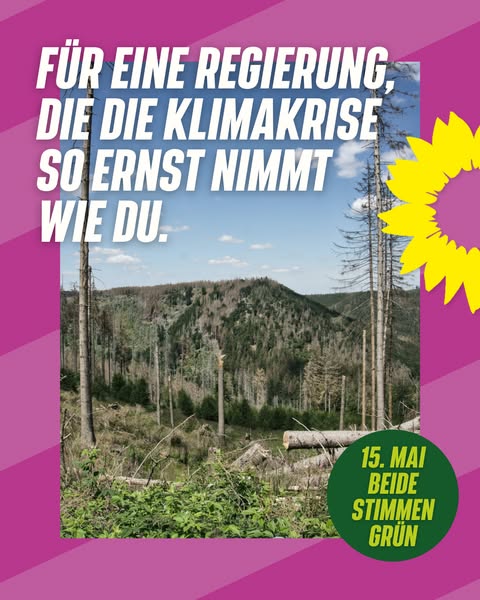 FÜR EINE REGIERUNG,
DIE DIE KLIMAKRISE
SO ERNST NIMMT
WIE DU.
15. MAI
BEIDE
STIMMEN
GRÜN